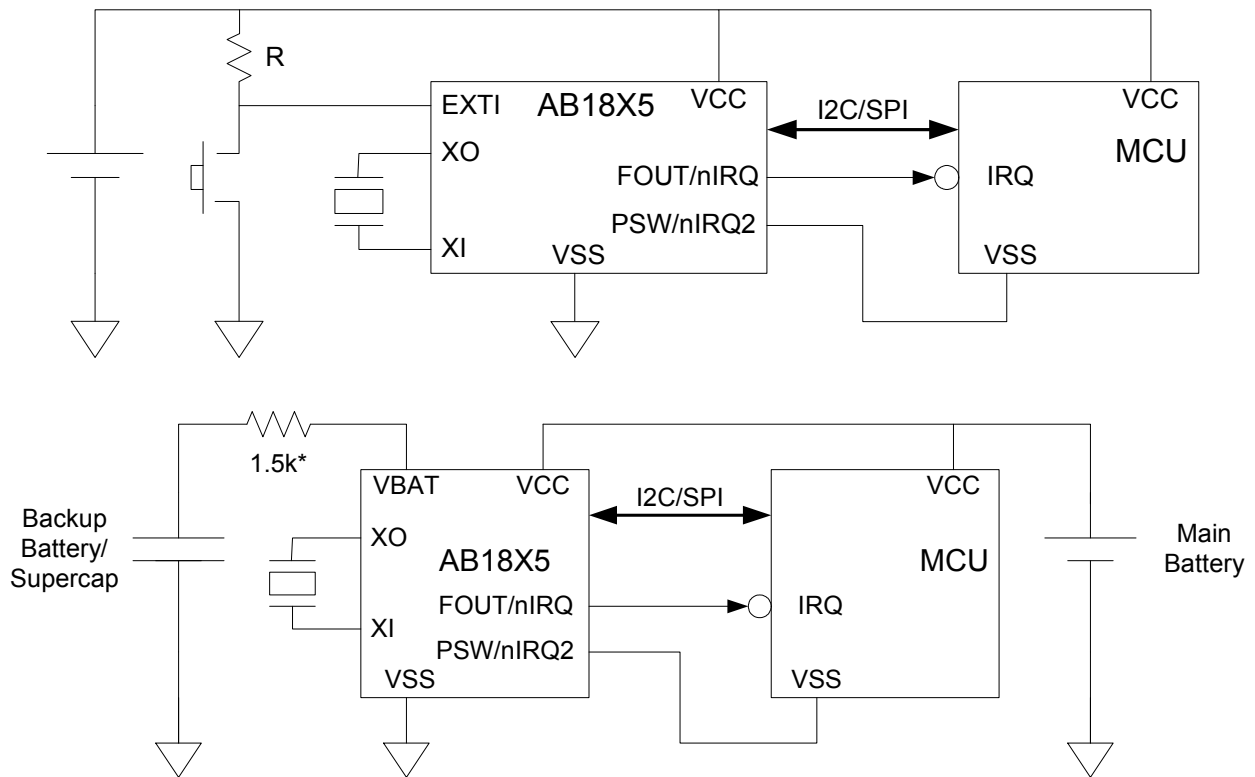 R
EXTI
AB18X5
VCC
XO
XI
FOUT/nIRQ
PSW/nIRQ2
VSS
I2C/SPI
VCC
MCU
IRQ
VSS
1.5k*
Backup
Battery/
Supercap
VBAT
VCC
XO
AB18X5
XI
FOUT/nIRQ
PSW/nIRQ2
VSS
I2C/SPI
VCC
MCU
IRQ
VSS
Main
Battery